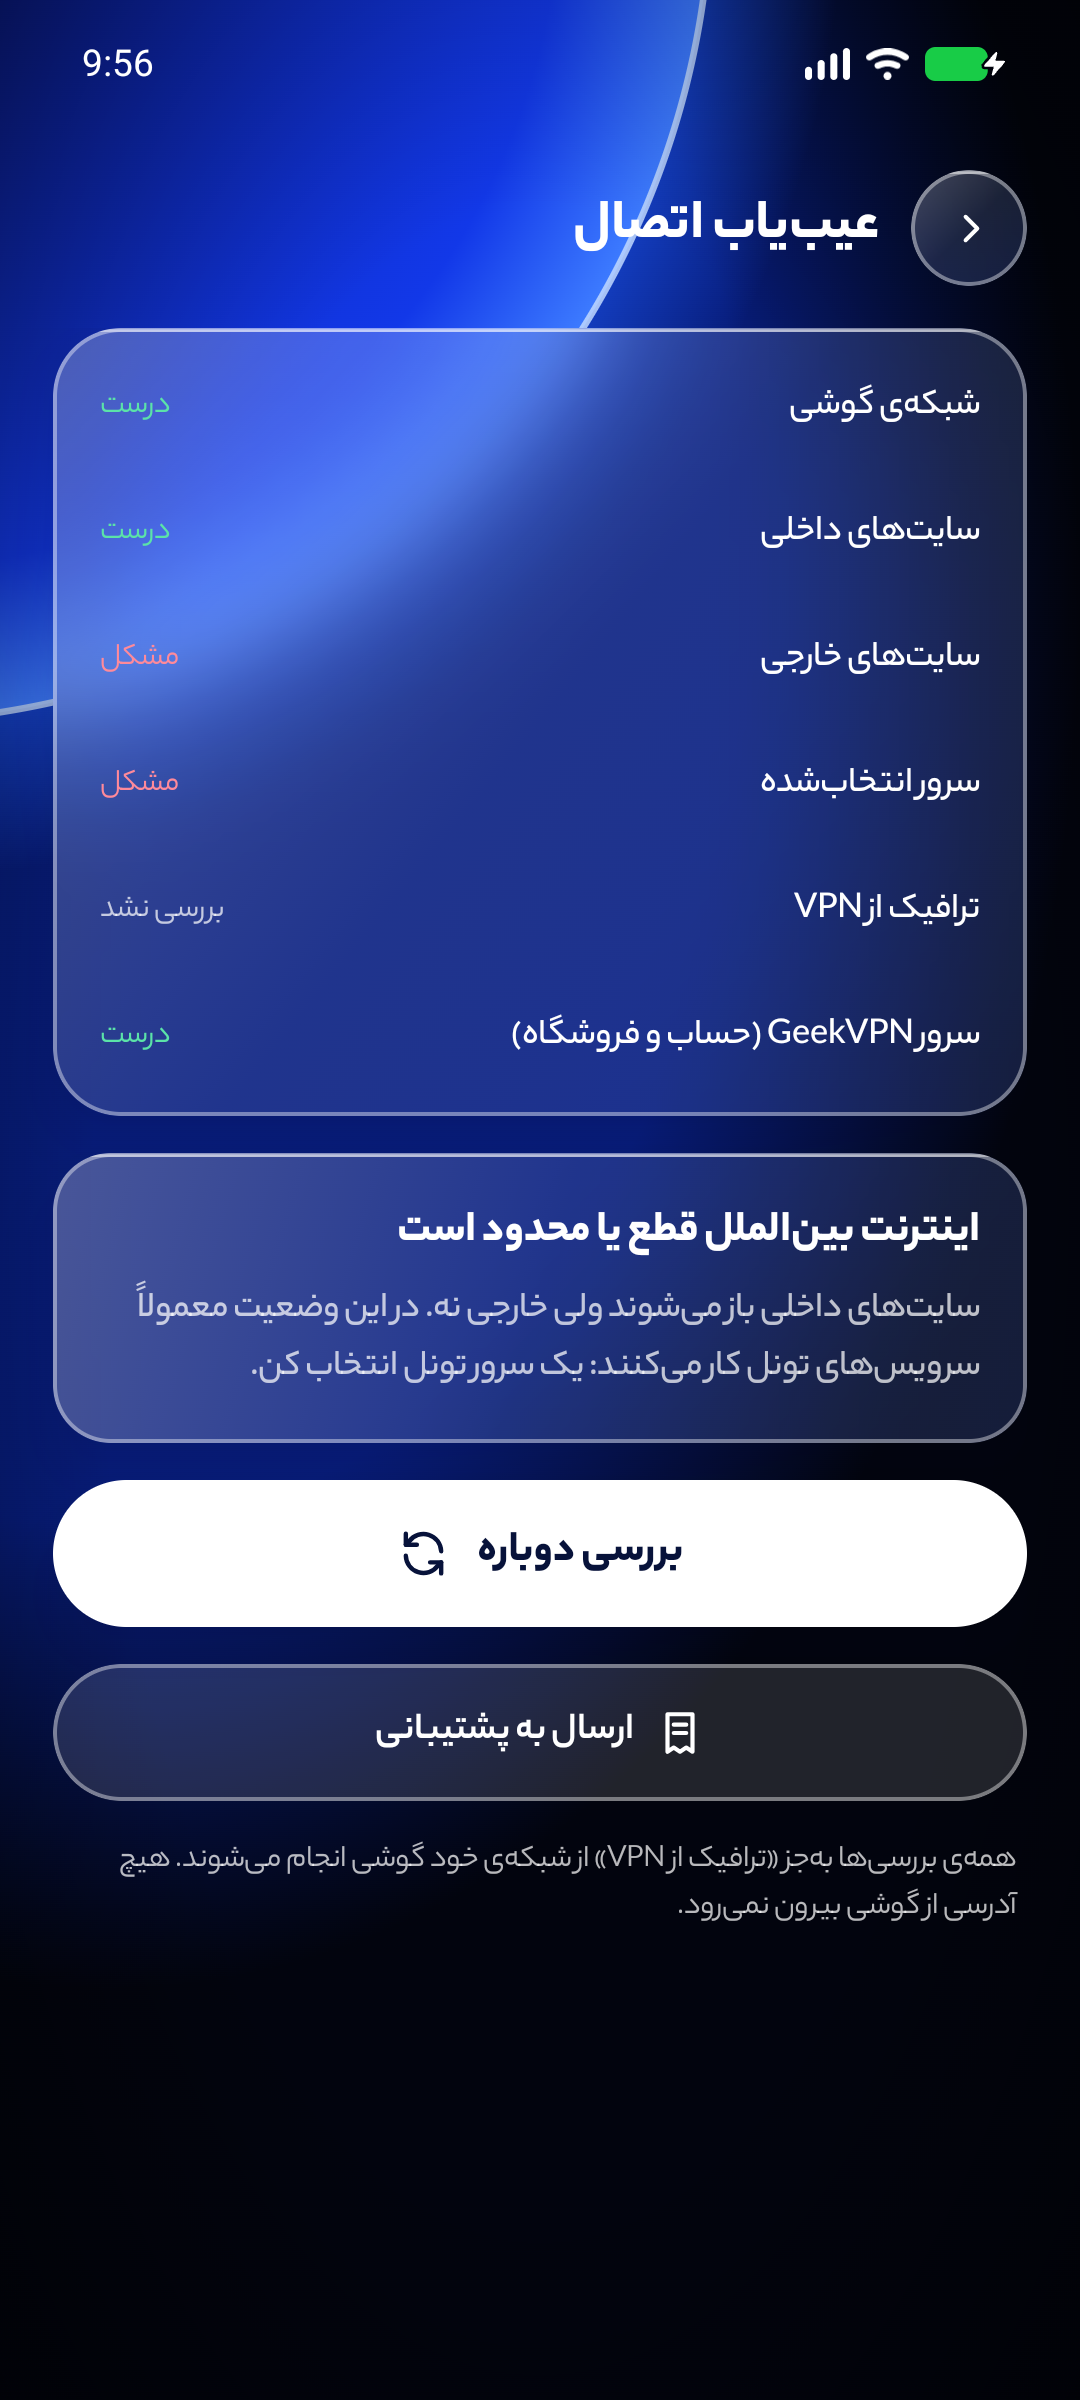 9:56
عیب‌یاب اتصال
شبکه‌ی گوشی
درست
سایت‌های داخلی
درست
سایت‌های خارجی
مشکل
سرور انتخاب‌شده
مشکل
ترافیک از VPN
بررسی نشد
سرور GeekVPN (حساب و فروشگاه)
درست
اینترنت بین‌الملل قطع یا محدود است
سایت‌های داخلی باز می‌شوند ولی خارجی نه. در این وضعیت معمولاً
سرویس‌های تونل کار می‌کنند: یک سرور تونل انتخاب کن.
بررسی دوباره
ارسال به پشتیبانی
همه‌ی بررسی‌ها به‌جز «ترافیک از VPN» از شبکه‌ی خود گوشی انجام می‌شوند. هیچ
آدرسی از گوشی بیرون نمی‌رود.